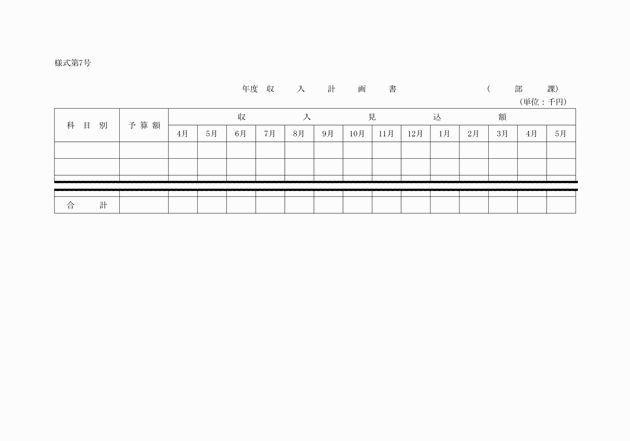 様式第7号
年度 収 入 計 画 書 ( 部 課)
(単位:千円)
科 目 別 予 算 額 収 入 見 込 額
4月 5月 6月 7月 8月 9月 10月 11月 12月 1月 2月 3月 4月 5月
合 計